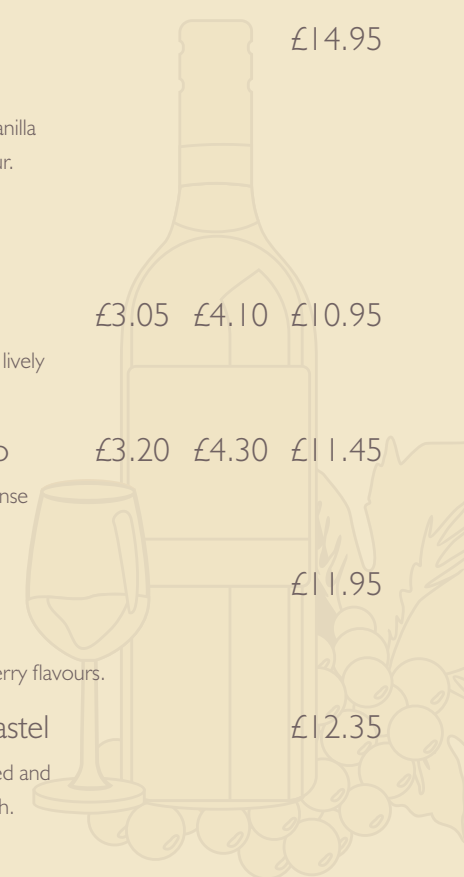 £14.95
anilla
ur.
£3.05 £4.10 £10.95
lively
o £3.20 £4.30 £11.45
nse
£11.95
erry flavours.
astel £12.35
ed and
h.